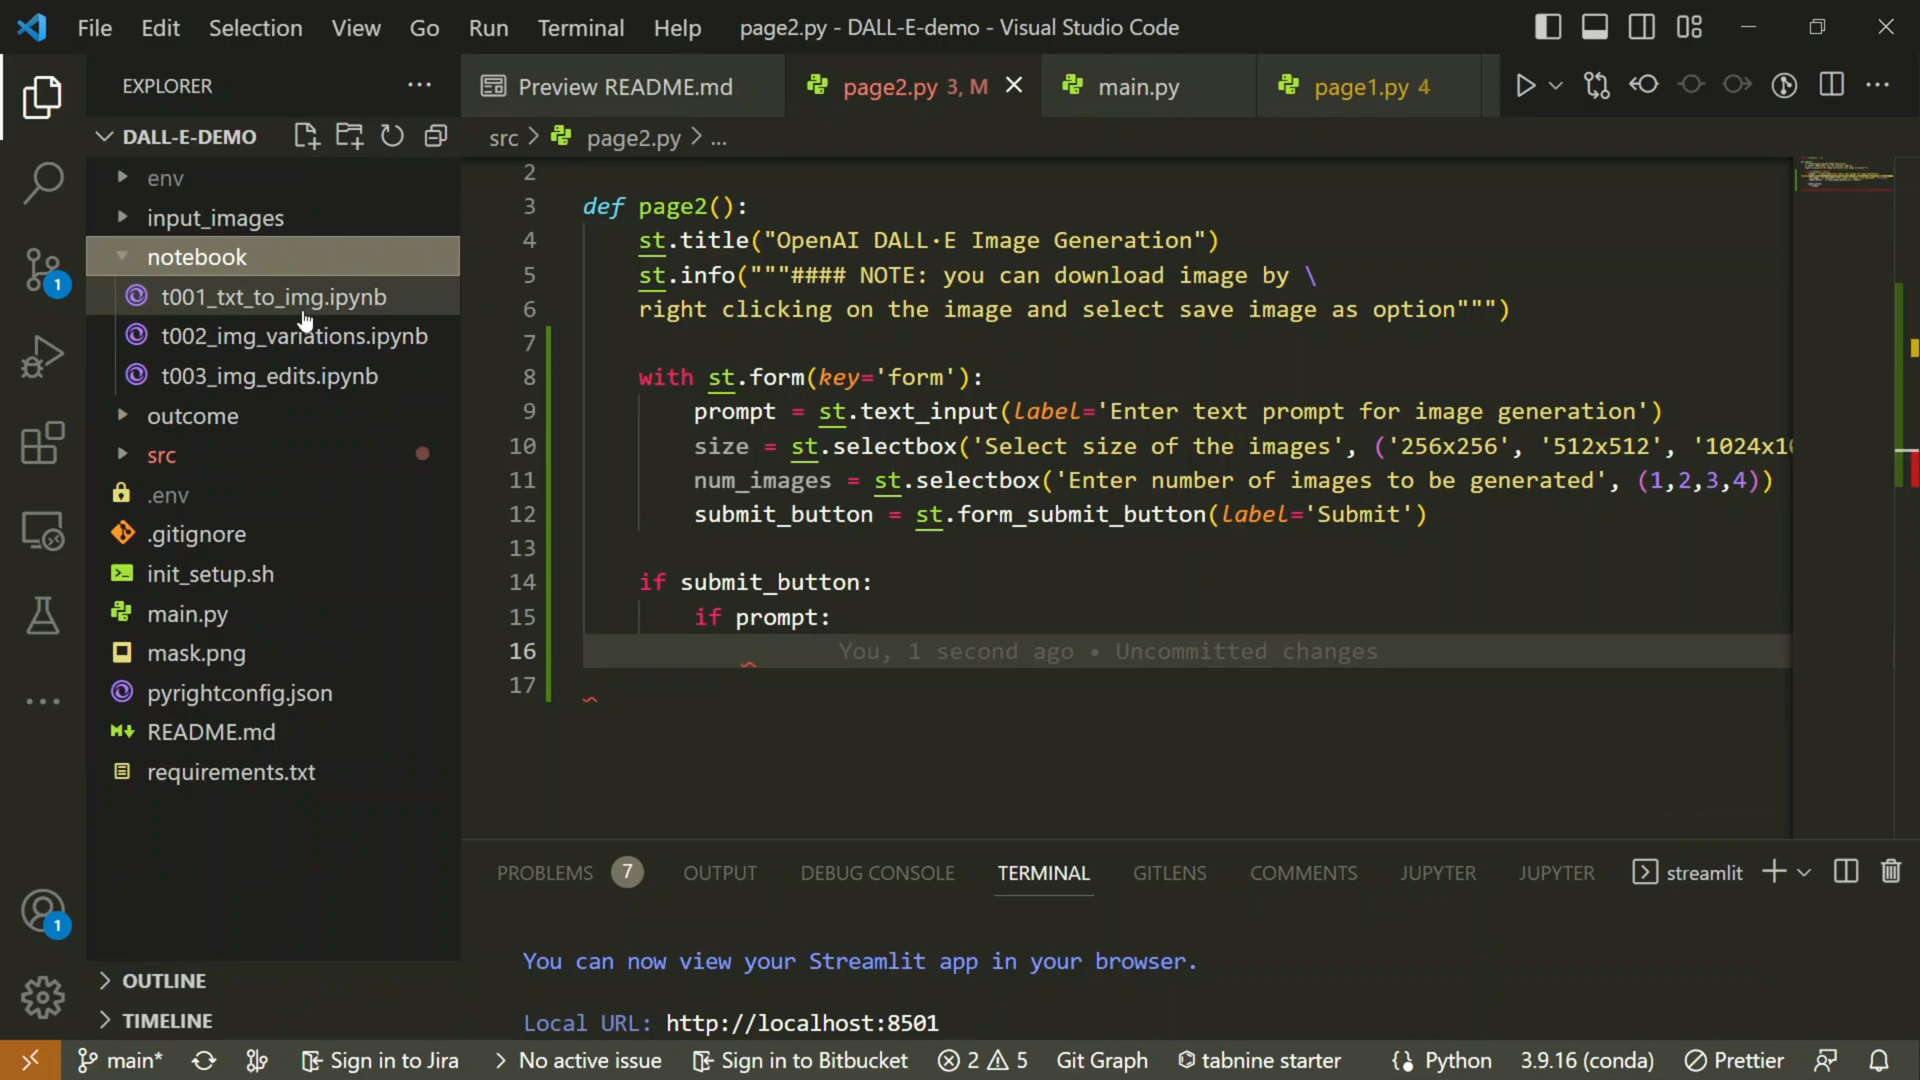 File Edit Selection View Go Run Terminal Help page2.py - DALL-E-demo - Visual Studio Code
EXPLORER
DALL-E-DEMO
env
input_images
notebook
t001_txt_to_img.ipynb
t002_img_variations.ipynb
t003_img_edits.ipynb
outcome
src
.env
.gitignore
init_setup.sh
main.py
mask.png
pyrightconfig.json
README.md
requirements.txt
OUTLINE
TIMELINE
1
1
Preview README.md page2.py 3, M main.py page1.py 4
src > page2.py > ...
2
3 def page2():
4 st.title("OpenAI DALL·E Image Generation")
5 st.info("""#### NOTE: you can download image by \
6 right clicking on the image and select save image as option""")
7
8 with st.form(key='form'):
9 prompt = st.text_input(label='Enter text prompt for image generation')
10 size = st.selectbox('Select size of the images', ('256x256', '512x512', '1024x10
11 num_images = st.selectbox('Enter number of images to be generated', (1,2,3,4))
12 submit_button = st.form_submit_button(label='Submit')
13
14 if submit_button:
15 if prompt:
16 You, 1 second ago • Uncommitted changes
17
PROBLEMS 7 OUTPUT DEBUG CONSOLE TERMINAL GITLENS COMMENTS JUPYTER JUPYTER streamlit
You can now view your Streamlit app in your browser.
Local URL: http://localhost:8501
main* Sign in to Jira No active issue Sign in to Bitbucket 2 5 Git Graph tabnine starter Python 3.9.16 (conda) Prettier